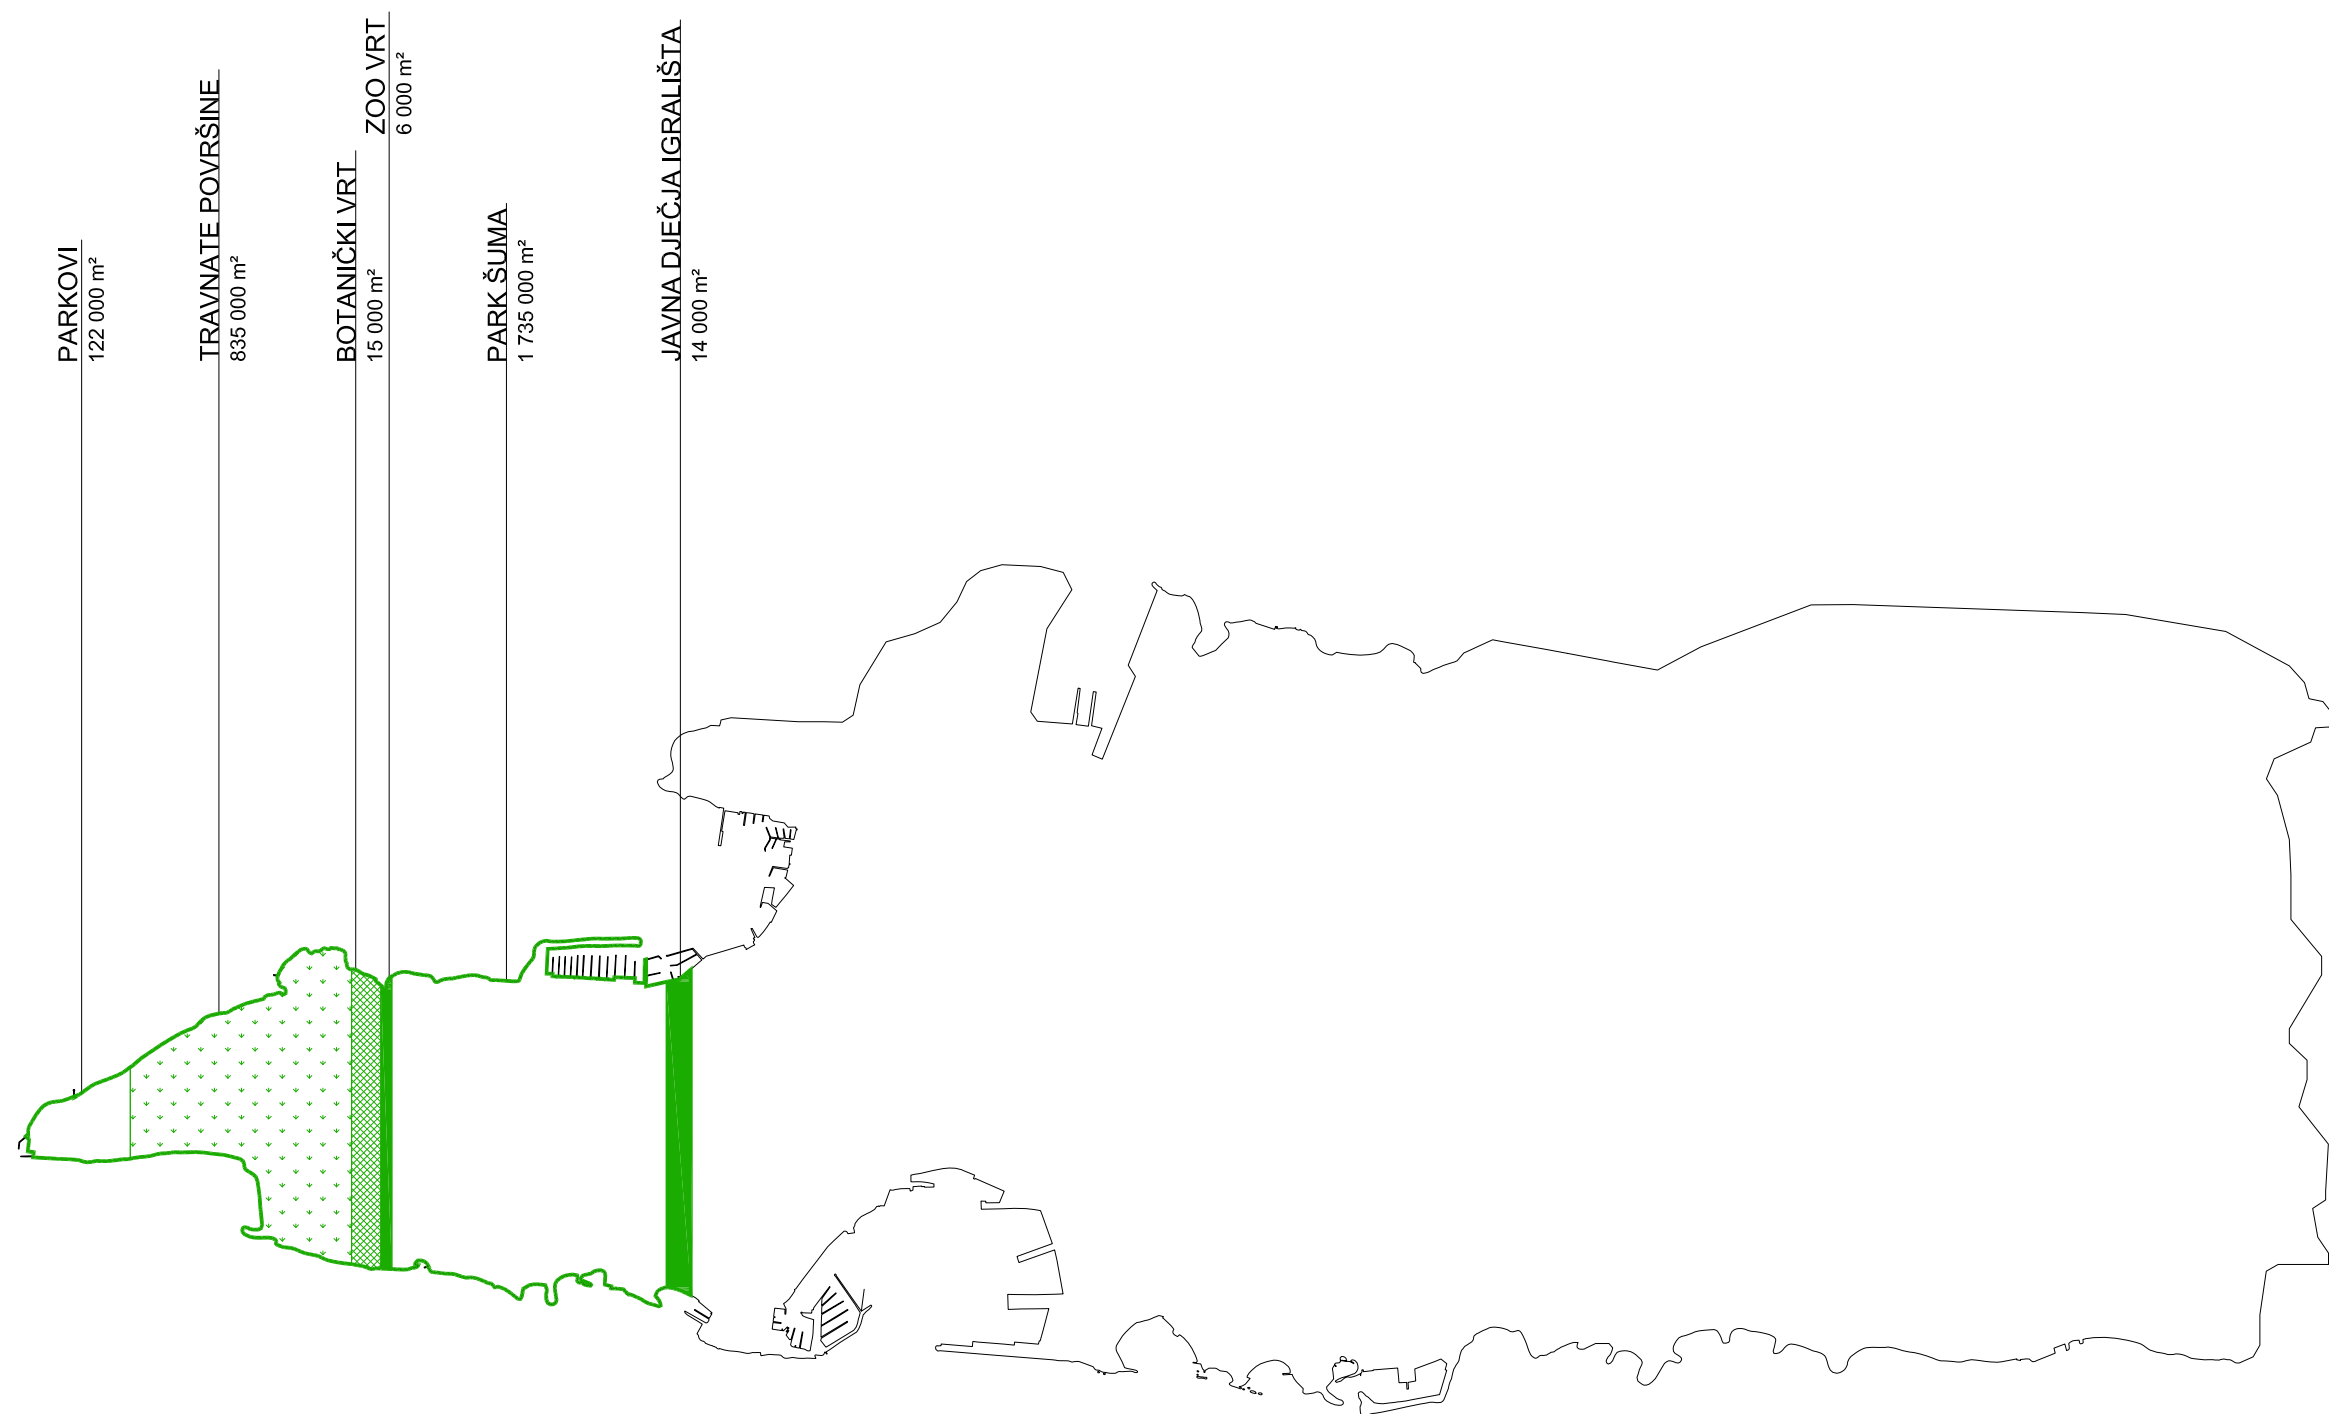 PARKOVI
122 000 m²
TRAVNATE POVRŠINE
835 000 m²
BOTANIČKI VRT
15 000 m²
ZOO VRT
6 000 m²
PARK ŠUMA
1 735 000 m²
JAVNA DJEČJA IGRALIŠTA
14 000 m²